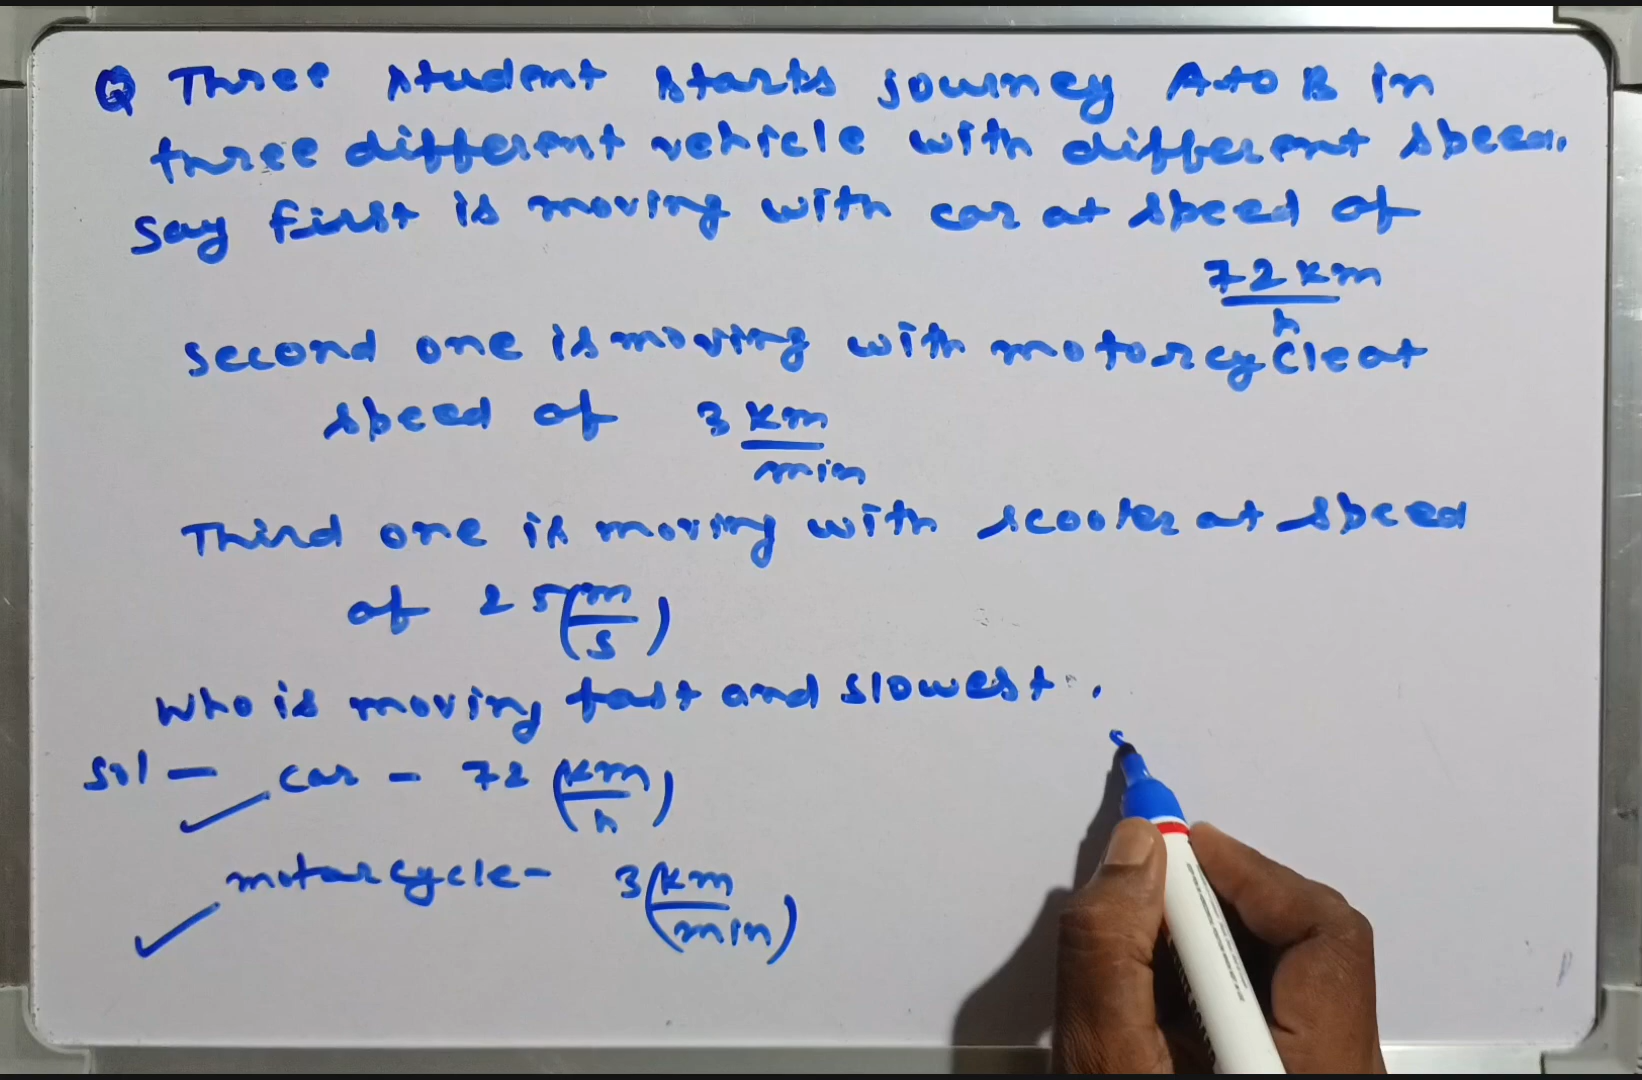 Q Three student starts journey A to B in
three different vehicle with different speed.
Say first is moving with car at speed of
72 km
h
second one is moving with motorcycle at
speed of 3 km
min
Third one is moving with scooter at speed
of 25 (m
s)
Who is moving fast and slowest.
Sol — car - 72 (km
h)
motorcycle - 3 (km
min)